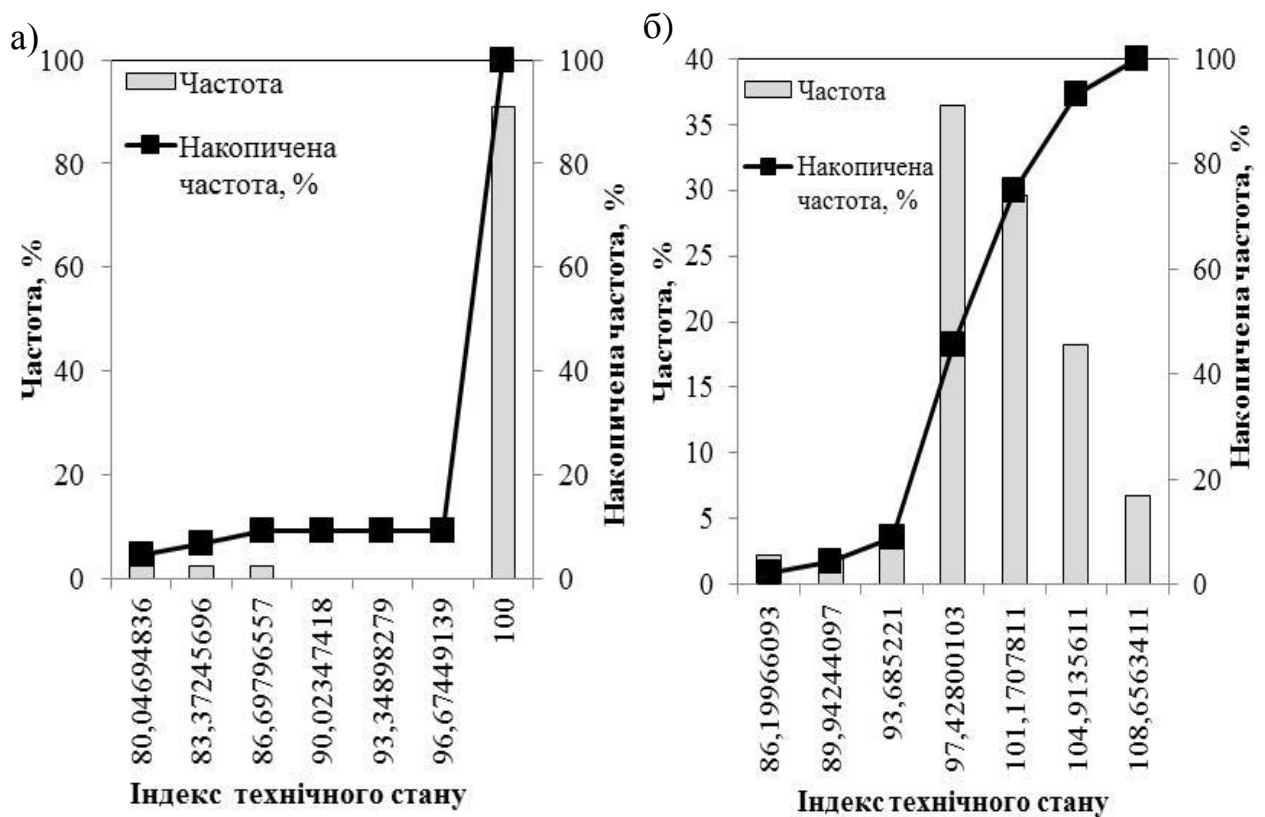 а)
100
80
60
40
20
0
Частота, %
Частота
Накопичена
частота, %
100
80
60
40
20
0
Накопичена частота, %
80,04694836
83,37245696
86,69796557
90,02347418
93,34898279
96,67449139
100
Індекс технічного стану
б)
40
35
30
25
20
15
10
5
0
Частота, %
Частота
Накопичена
частота, %
100
80
60
40
20
0
Накопичена частота, %
86,19966093
89,94244097
93,685221
97,42800103
101,1707811
104,9135611
108,6563411
Індекс технічного стану